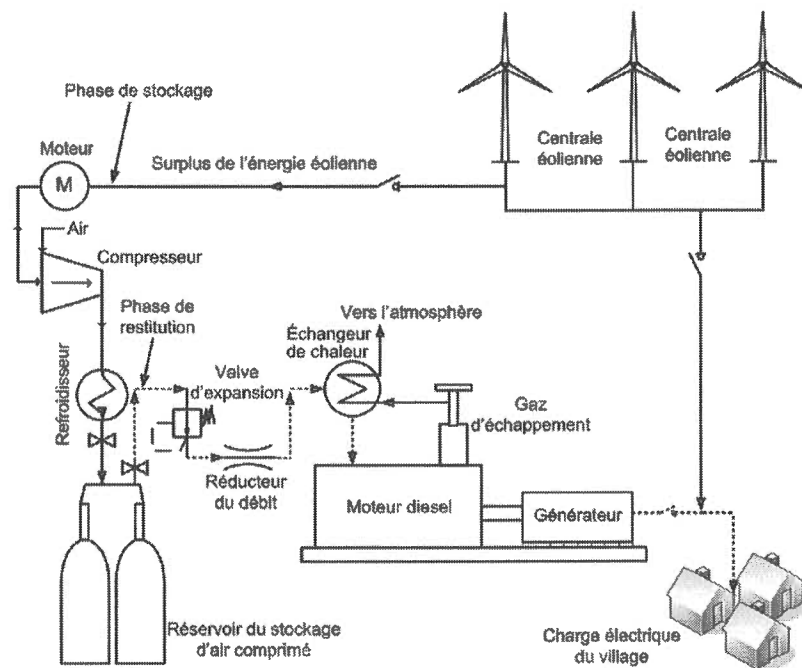 Phase de stockage
Moteur
M
Surplus de l'énergie éolienne
Centrale
éolienne
Centrale
éolienne
Air
Compresseur
Phase de
restitution
Vers l'atmosphère
Échangeur
de chaleur
Refroidisseur
Valve
d'expansion
Gaz
d'échappement
Réducteur
du débit
Moteur diesel
Générateur
Réservoir du stockage
d'air comprimé
Charge électrique
du village